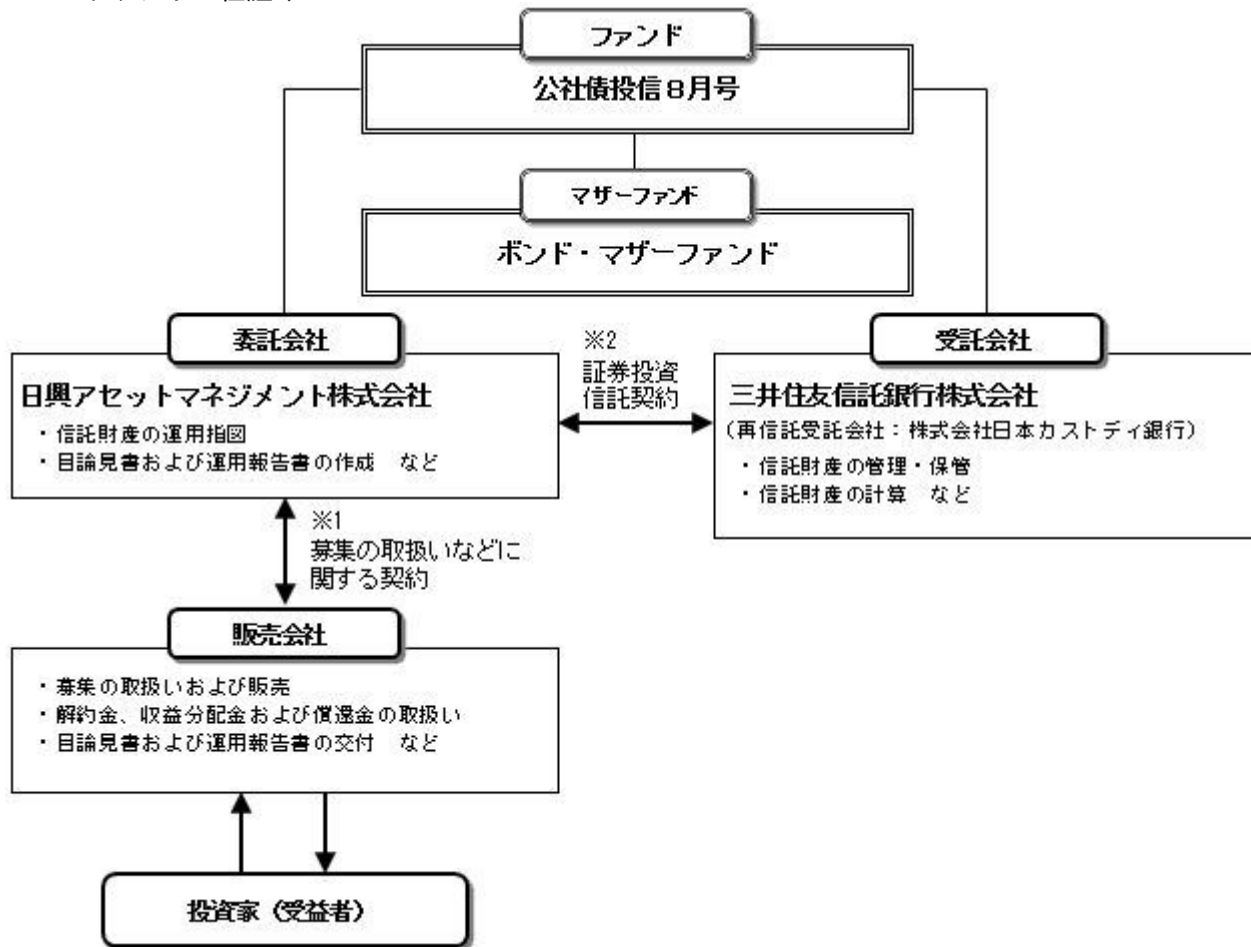 ファンド
公社債投信8月号
マザーファンド
ボンド・マザーファンド
委託会社
日興アセットマネジメント株式会社
・信託財産の運用指図
・目論見書および運用報告書の作成 など
※2
証券投資
信託契約
受託会社
三井住友信託銀行株式会社
(再信託受託会社:株式会社日本カストディ銀行)
・信託財産の管理・保管
・信託財産の計算 など
※1
募集の取扱いなどに
関する契約
販売会社
・募集の取扱いおよび販売
・解約金、収益分配金および償還金の取扱い
・目論見書および運用報告書の交付 など
投資家(受益者)